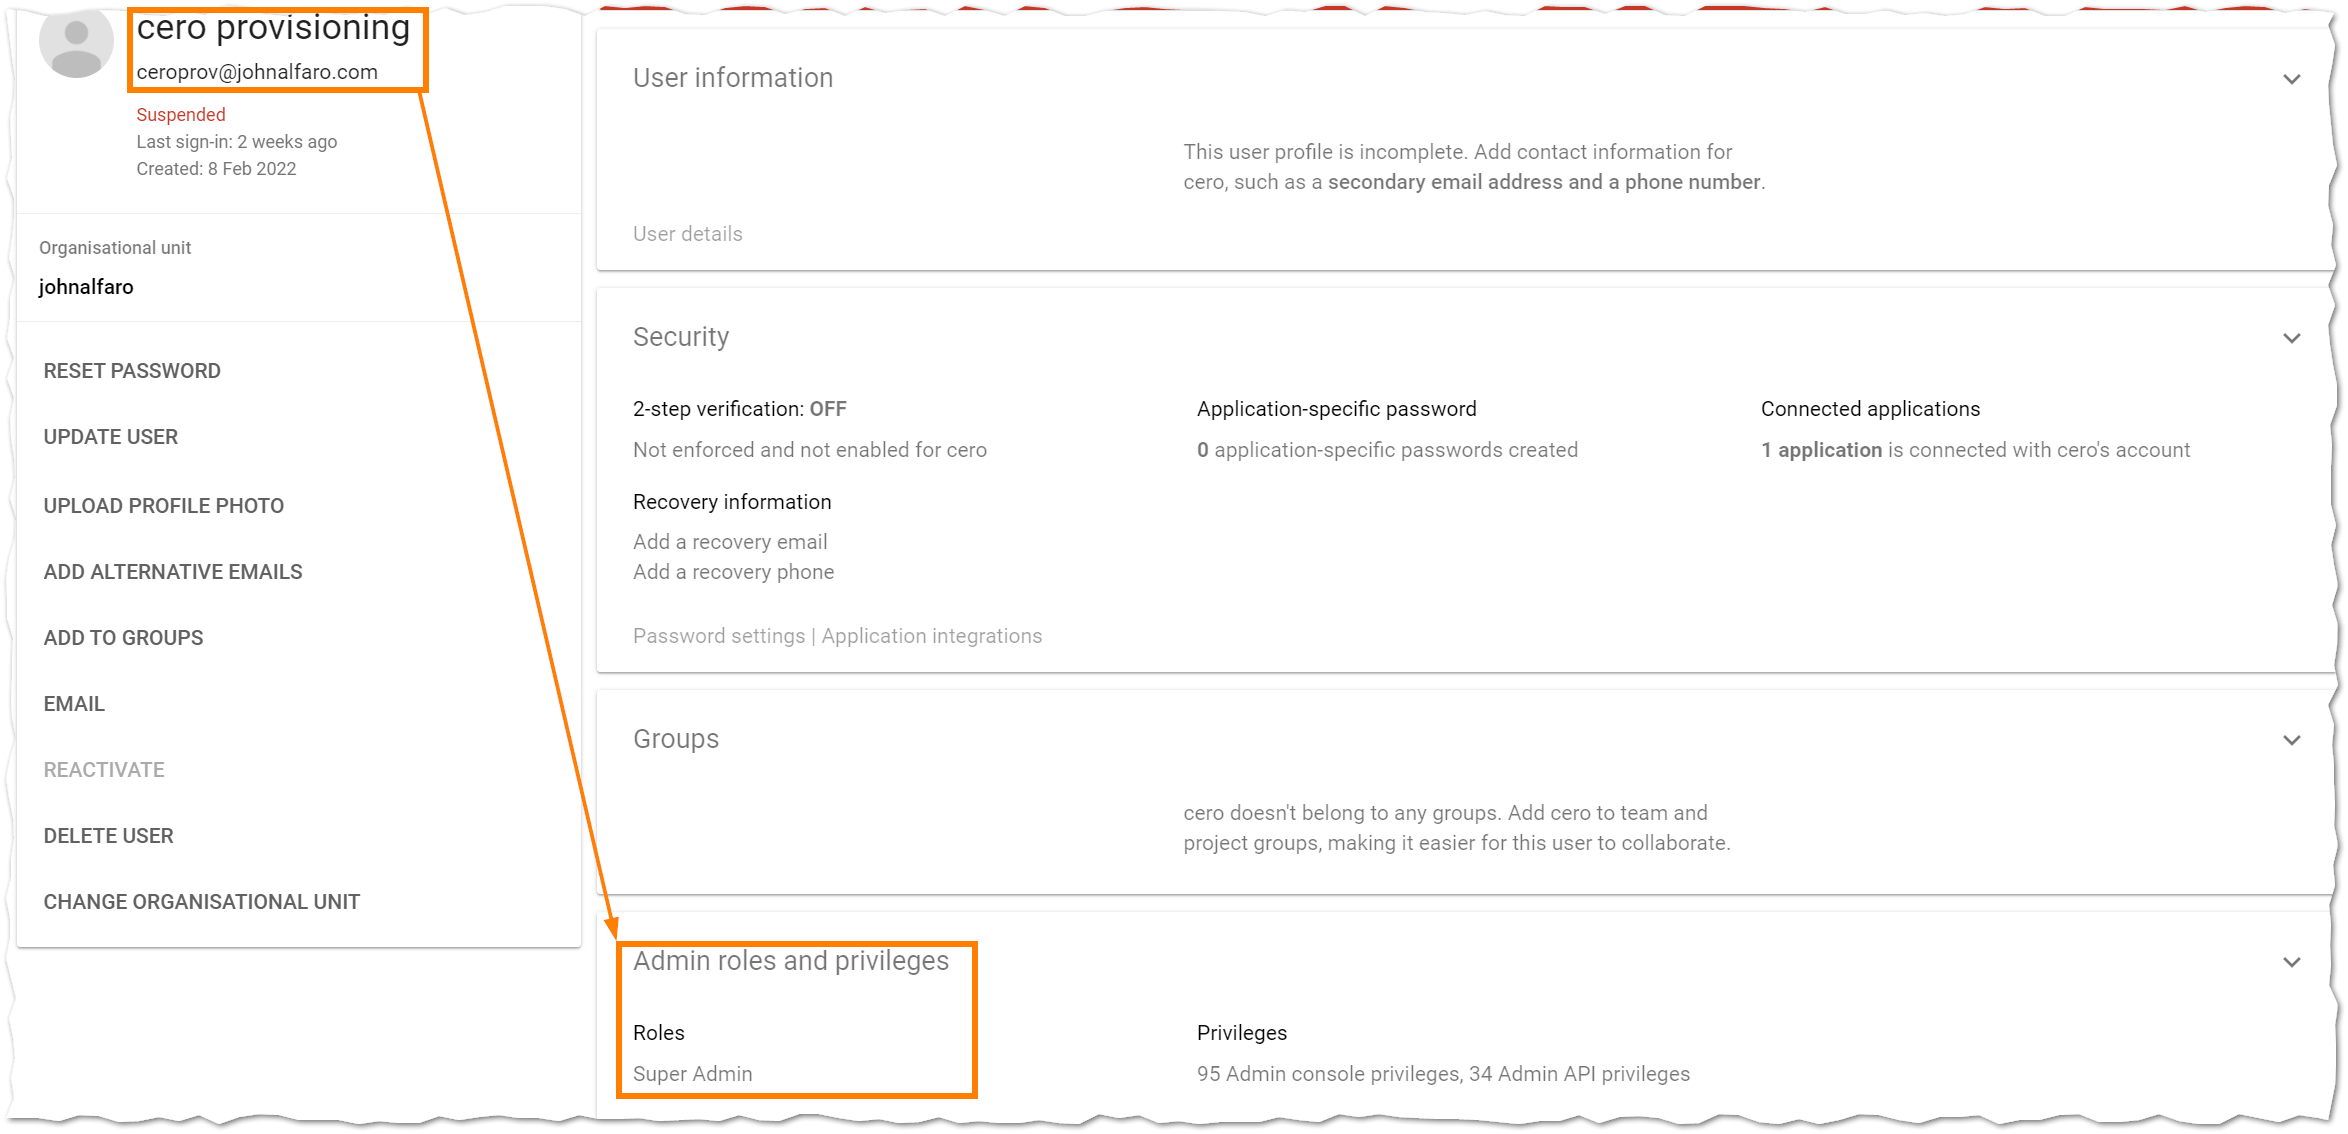 cero provisioning
ceroprov@johnalfaro.com
Suspended
Last sign-in: 2 weeks ago
Created: 8 Feb 2022
Organisational unit
johnalfaro
RESET PASSWORD
UPDATE USER
UPLOAD PROFILE PHOTO
ADD ALTERNATIVE EMAILS
ADD TO GROUPS
EMAIL
REACTIVATE
DELETE USER
CHANGE ORGANISATIONAL UNIT
User information
This user profile is incomplete. Add contact information for
cero, such as a secondary email address and a phone number.
User details
Security
2-step verification: OFF
Not enforced and not enabled for cero
Application-specific password
0 application-specific passwords created
Connected applications
1 application is connected with cero's account
Recovery information
Add a recovery email
Add a recovery phone
Password settings | Application integrations
Groups
cero doesn't belong to any groups. Add cero to team and
project groups, making it easier for this user to collaborate.
Admin roles and privileges
Roles
Super Admin
Privileges
95 Admin console privileges, 34 Admin API privileges